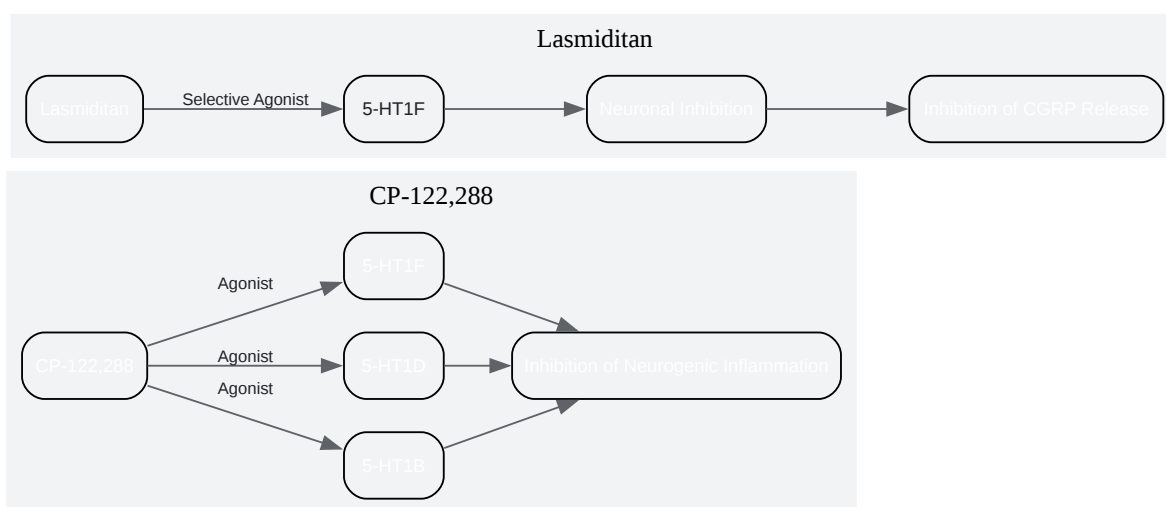 Lasmiditan
Lasmiditan
Selective Agonist
5-HT1F
Neuronal Inhibition
Inhibition of CGRP Release
CP-122,288
CP-122,288
Agonist
5-HT1F
Agonist
5-HT1D
Agonist
5-HT1B
Inhibition of Neurogenic Inflammation